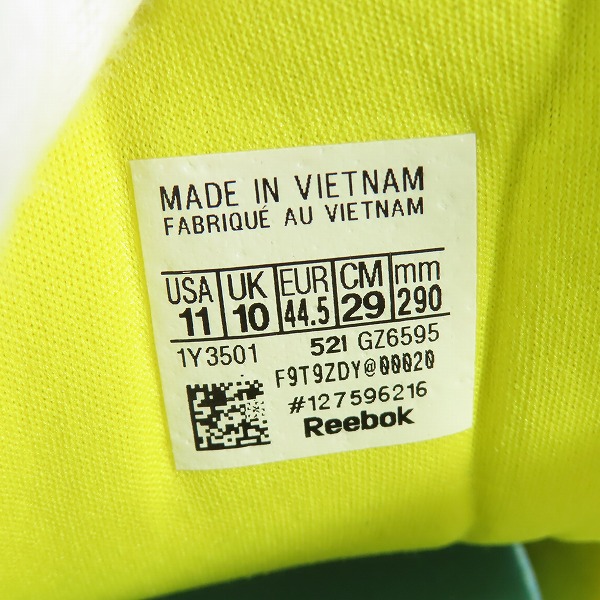 MADE IN VIETNAM
FABRIQUÉ AU VIETNAM
USA UK EUR CM mm
11 10 44.5 29 290
1Y3501 521 GZ6595
F9T9ZDY@00020
#127596216
Reebok